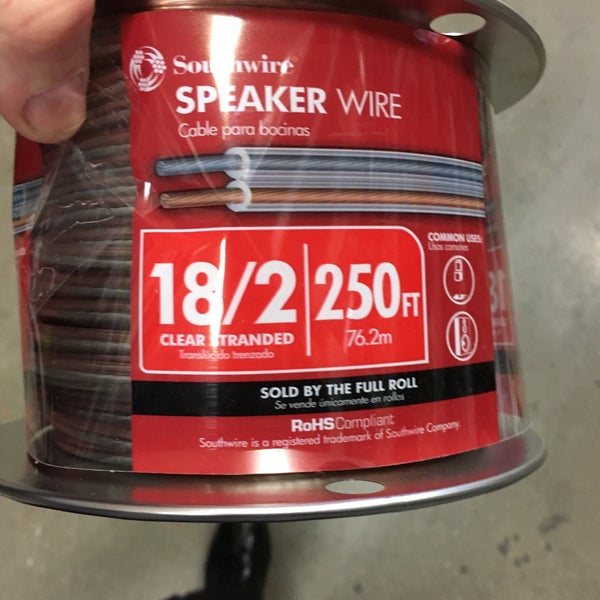 Southwire
SPEAKER WIRE
Cable para bocinas
18/2
CLEAR STRANDED
Translúcido trenzado
250FT
76.2m
COMMON USES:
Usos comunes
SOLD BY THE FULL ROLL
Se vende únicamente en rollos
RoHSCompliant
Southwire is a registered trademark of Southwire Company.